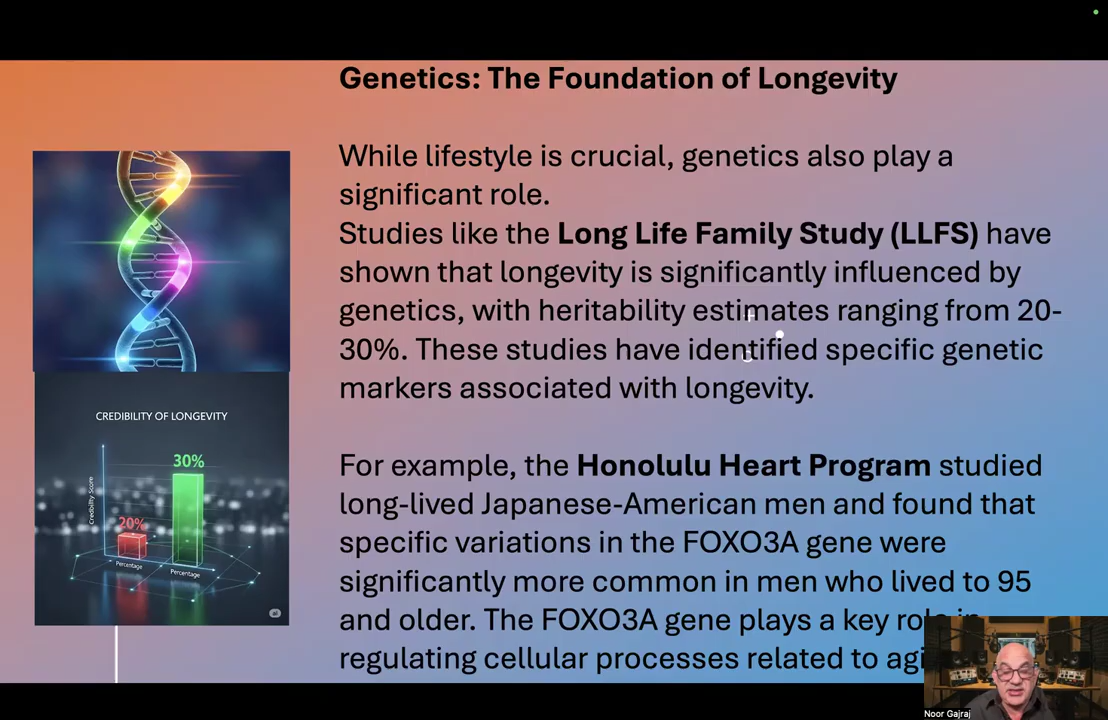 Genetics: The Foundation of Longevity
While lifestyle is crucial, genetics also play a
significant role.
Studies like the Long Life Family Study (LLFS) have
shown that longevity is significantly influenced by
genetics, with heritability estimates ranging from 20-
30%. These studies have identified specific genetic
markers associated with longevity.
For example, the Honolulu Heart Program studied
long-lived Japanese-American men and found that
specific variations in the FOXO3A gene were
significantly more common in men who lived to 95
and older. The FOXO3A gene plays a key role in
regulating cellular processes related to
CREDIBILITY OF LONGEVITY
30%
20%
Credibility Score
Percentage
Percentage
Noor Gajraj